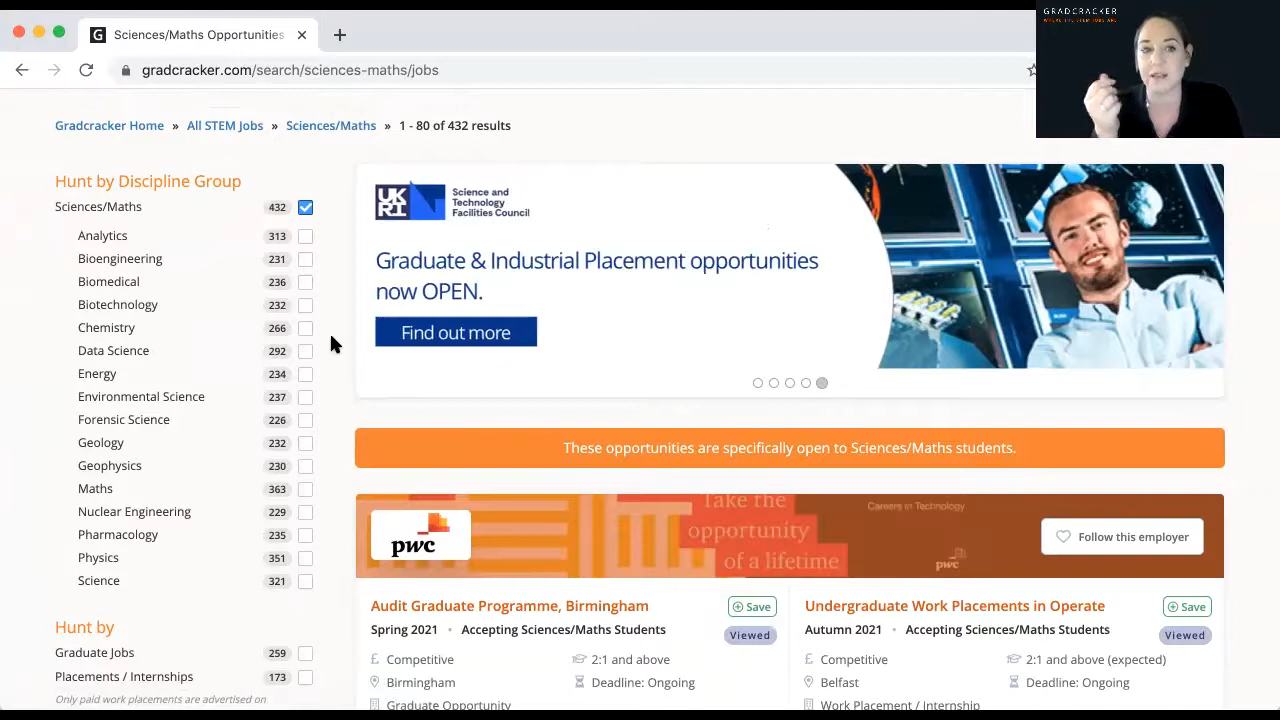 Sciences/Maths Opportunities
gradcracker.com/search/sciences-maths/jobs
GRADCRACKER
WHERE THE STEM JOBS ARE
Gradcracker Home » All STEM Jobs » Sciences/Maths » 1 - 80 of 432 results
Hunt by Discipline Group
Sciences/Maths 432
Analytics 313
Bioengineering 231
Biomedical 236
Biotechnology 232
Chemistry 266
Data Science 292
Energy 234
Environmental Science 237
Forensic Science 226
Geology 232
Geophysics 230
Maths 363
Nuclear Engineering 229
Pharmacology 235
Physics 351
Science 321
Hunt by
Graduate Jobs 259
Placements / Internships 173
Only paid work placements are advertised on
UKRI
Science and
Technology
Facilities Council
Graduate & Industrial Placement opportunities
now OPEN.
Find out more
These opportunities are specifically open to Sciences/Maths students.
pwc
Take the
opportunity
of a lifetime
Careers in Technology
pwc
Follow this employer
Audit Graduate Programme, Birmingham
Save
Spring 2021 • Accepting Sciences/Maths Students
Viewed
£ Competitive
2:1 and above
Birmingham
Deadline: Ongoing
Graduate Opportunity
Undergraduate Work Placements in Operate
Save
Autumn 2021 • Accepting Sciences/Maths Students
Viewed
£ Competitive
2:1 and above (expected)
Belfast
Deadline: Ongoing
Work Placement / Internship